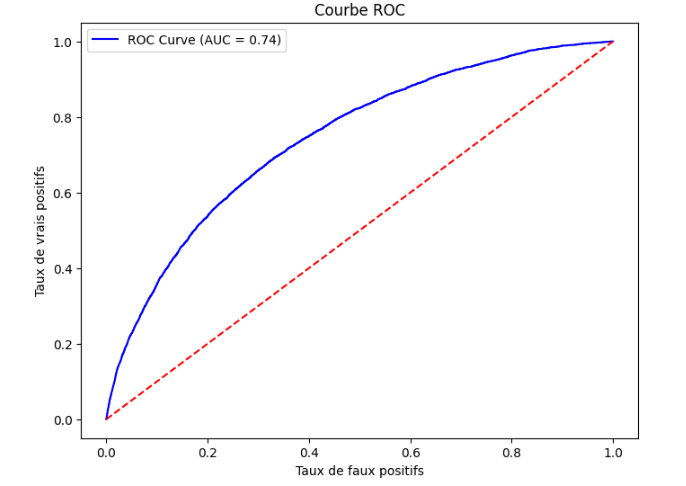 Courbe ROC
ROC Curve (AUC = 0.74)
1.0
0.8
0.6
0.4
0.2
0.0
Taux de vrais positifs
0.0 0.2 0.4 0.6 0.8 1.0
Taux de faux positifs